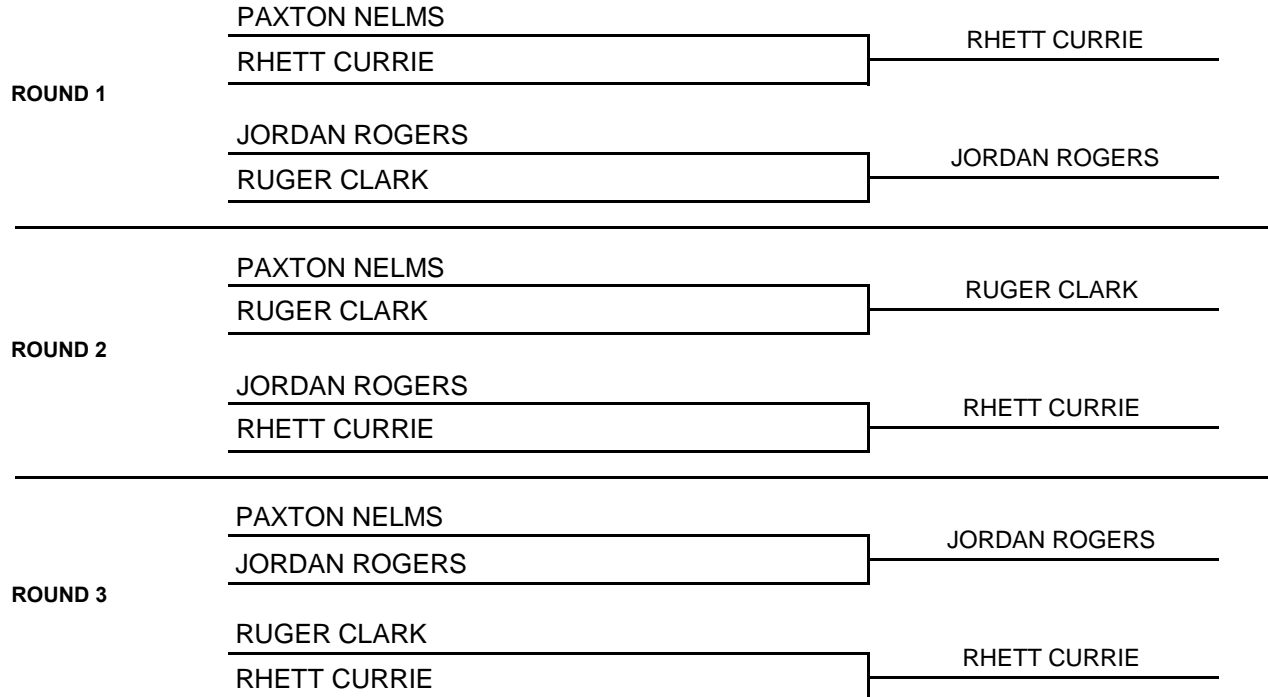 PAXTON NELMS
RHETT CURRIE
RHETT CURRIE
ROUND 1
JORDAN ROGERS
JORDAN ROGERS
RUGER CLARK
PAXTON NELMS
RUGER CLARK
RUGER CLARK
ROUND 2
JORDAN ROGERS
RHETT CURRIE
RHETT CURRIE
PAXTON NELMS
JORDAN ROGERS
JORDAN ROGERS
ROUND 3
RUGER CLARK
RHETT CURRIE
RHETT CURRIE